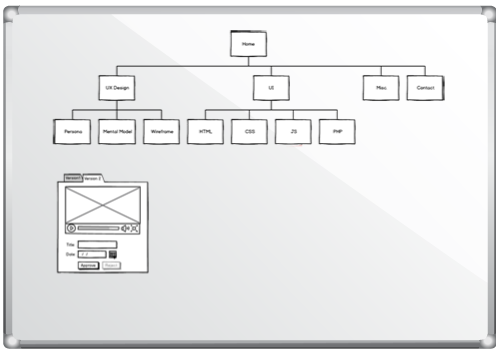 Home
UX Design
UI
Misc.
Contact
Persona
Mental Model
Wireframe
HTML
CSS
JS
PHP
Version 1
Version 2
Title
Date
/ /
Approve
Reject